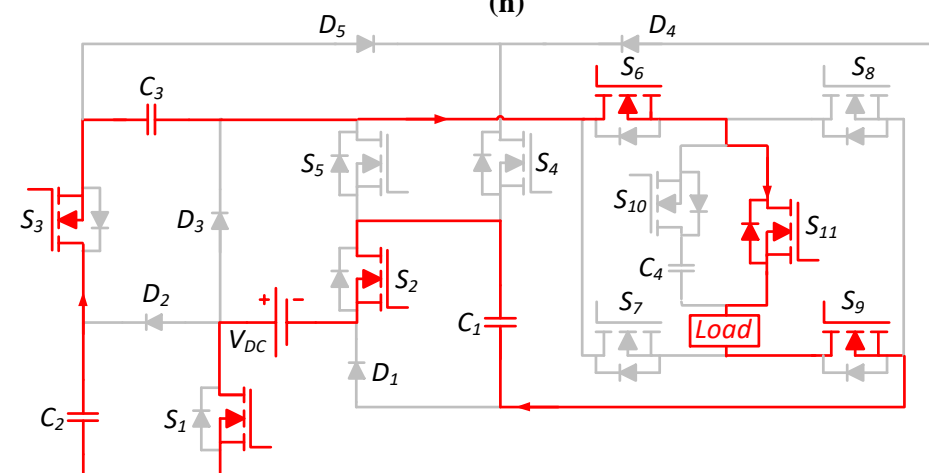 (h)
D5
D4
S6
S8
C3
S5
S4
S10
S3
D3
S11
S2
C4
D2
+ −
S7
S9
VDC
C1
Load
D1
C2
S1